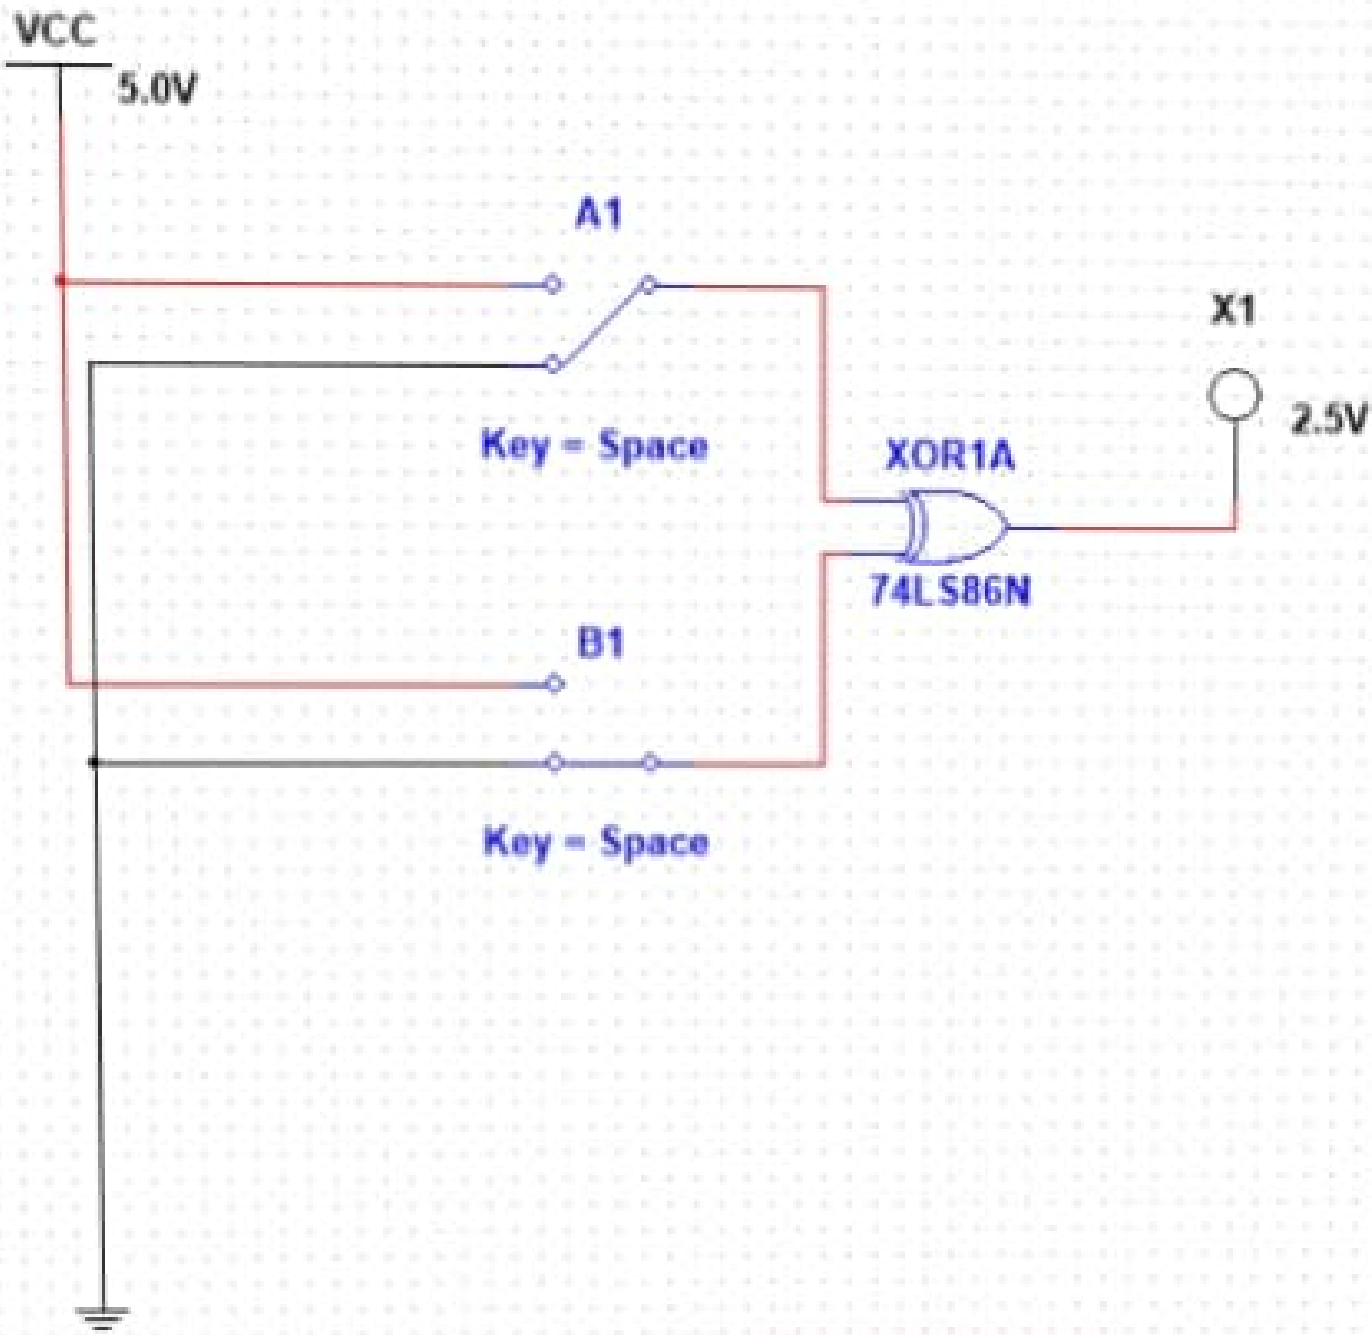 VCC
5.0V
A1
X1
2.5V
Key = Space
XOR1A
74LS86N
B1
Key = Space